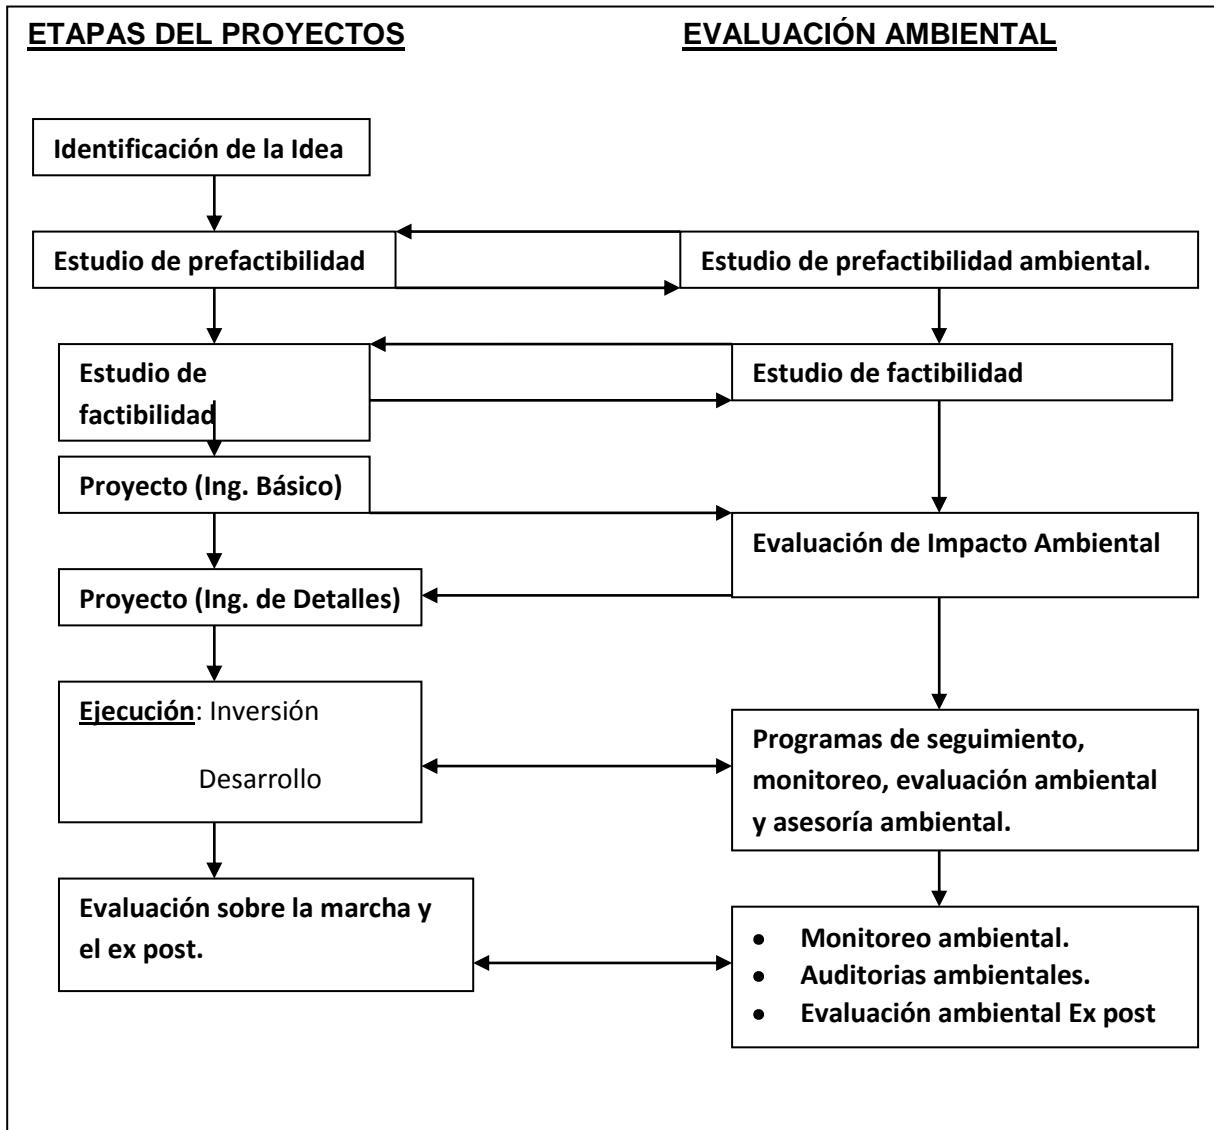 ETAPAS DEL PROYECTOS
EVALUACIÓN AMBIENTAL
Identificación de la Idea
Estudio de prefactibilidad
Estudio de prefactibilidad ambiental.
Estudio de
factibilidad
Estudio de factibilidad
Proyecto (Ing. Básico)
Evaluación de Impacto Ambiental
Proyecto (Ing. de Detalles)
Ejecución: Inversión
Desarrollo
Programas de seguimiento,
monitoreo, evaluación ambiental
y asesoría ambiental.
Evaluación sobre la marcha y
el ex post.
• Monitoreo ambiental.
• Auditorias ambientales.
• Evaluación ambiental Ex post